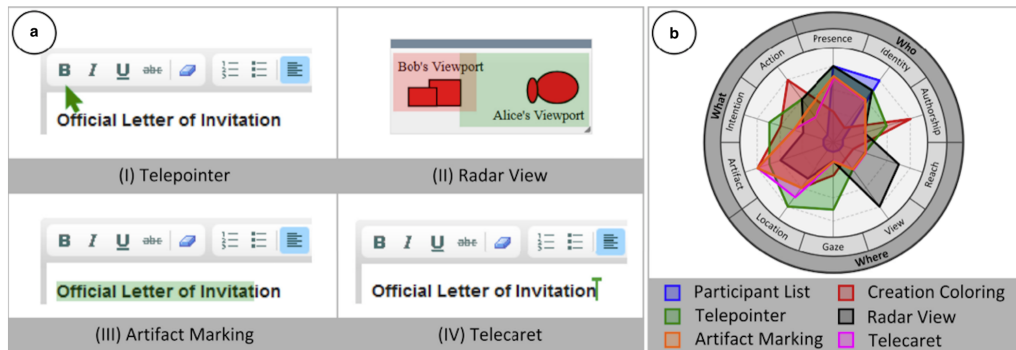 a
B I U abc
Official Letter of Invitation
(I) Telepointer
Bob's Viewport
Alice's Viewport
(II) Radar View
B I U abc
Official Letter of Invitation
(III) Artifact Marking
B I U abc
Official Letter of Invitation
(IV) Telecaret
b
Who
What
Where
Presence
Identity
Authorship
Reach
View
Gaze
Location
Artifact
Intention
Action
Participant List
Creation Coloring
Telepointer
Radar View
Artifact Marking
Telecaret